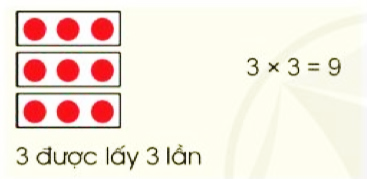 3 × 3 = 9
3 được lấy 3 lần